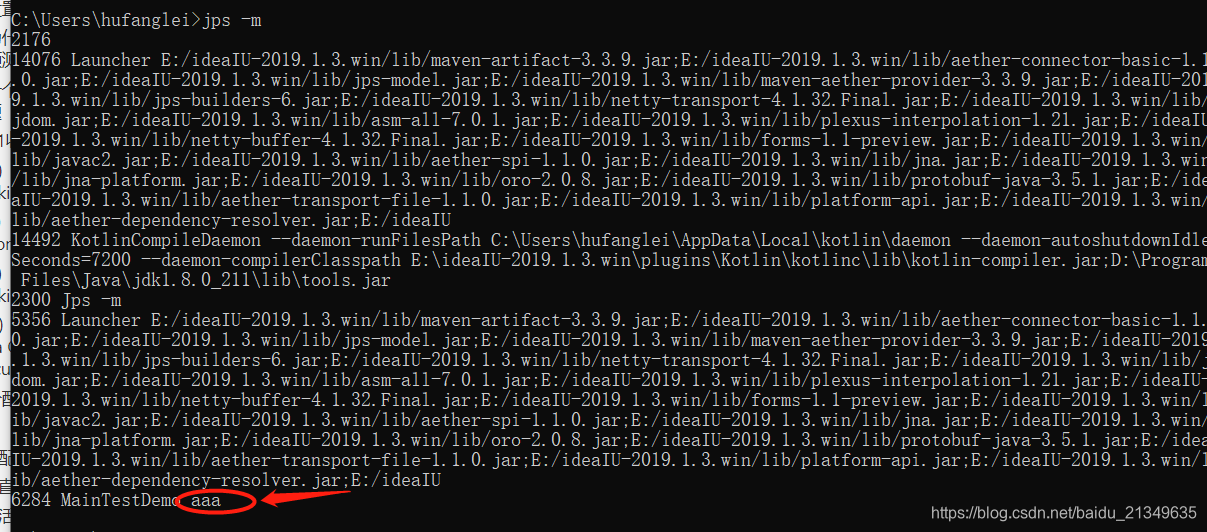 C:\Users\hufanglei>jps -m
2176
14076 Launcher E:/ideaIU-2019.1.3.win/lib/maven-artifact-3.3.9.jar;E:/ideaIU-2019.1.3.win/lib/aether-connector-basic-1.1
.0.jar;E:/ideaIU-2019.1.3.win/lib/jps-model.jar;E:/ideaIU-2019.1.3.win/lib/maven-aether-provider-3.3.9.jar;E:/ideaIU-201
9.1.3.win/lib/jps-builders-6.jar;E:/ideaIU-2019.1.3.win/lib/netty-transport-4.1.32.Final.jar;E:/ideaIU-2019.1.3.win/lib/
jdom.jar;E:/ideaIU-2019.1.3.win/lib/asm-all-7.0.1.jar;E:/ideaIU-2019.1.3.win/lib/plexus-interpolation-1.21.jar;E:/ideaIU
-2019.1.3.win/lib/netty-buffer-4.1.32.Final.jar;E:/ideaIU-2019.1.3.win/lib/forms-1.1-preview.jar;E:/ideaIU-2019.1.3.win/
lib/javac2.jar;E:/ideaIU-2019.1.3.win/lib/aether-spi-1.1.0.jar;E:/ideaIU-2019.1.3.win/lib/jna.jar;E:/ideaIU-2019.1.3.win
/lib/jna-platform.jar;E:/ideaIU-2019.1.3.win/lib/oro-2.0.8.jar;E:/ideaIU-2019.1.3.win/lib/protobuf-java-3.5.1.jar;E:/ide
aIU-2019.1.3.win/lib/aether-transport-file-1.1.0.jar;E:/ideaIU-2019.1.3.win/lib/platform-api.jar;E:/ideaIU-2019.1.3.win/
lib/aether-dependency-resolver.jar;E:/ideaIU
14492 KotlinCompileDaemon --daemon-runFilesPath C:\Users\hufanglei\AppData\Local\kotlin\daemon --daemon-autoshutdownIdle
Seconds=7200 --daemon-compilerClasspath E:\ideaIU-2019.1.3.win\plugins\Kotlin\kotlinc\lib\kotlin-compiler.jar;D:\Program
Files\Java\jdk1.8.0_211\lib\tools.jar
2300 Jps -m
5356 Launcher E:/ideaIU-2019.1.3.win/lib/maven-artifact-3.3.9.jar;E:/ideaIU-2019.1.3.win/lib/aether-connector-basic-1.1.
0.jar;E:/ideaIU-2019.1.3.win/lib/jps-model.jar;E:/ideaIU-2019.1.3.win/lib/maven-aether-provider-3.3.9.jar;E:/ideaIU-2019
.1.3.win/lib/jps-builders-6.jar;E:/ideaIU-2019.1.3.win/lib/netty-transport-4.1.32.Final.jar;E:/ideaIU-2019.1.3.win/lib/j
dom.jar;E:/ideaIU-2019.1.3.win/lib/asm-all-7.0.1.jar;E:/ideaIU-2019.1.3.win/lib/plexus-interpolation-1.21.jar;E:/ideaIU-
2019.1.3.win/lib/netty-buffer-4.1.32.Final.jar;E:/ideaIU-2019.1.3.win/lib/forms-1.1-preview.jar;E:/ideaIU-2019.1.3.win/l
ib/javac2.jar;E:/ideaIU-2019.1.3.win/lib/aether-spi-1.1.0.jar;E:/ideaIU-2019.1.3.win/lib/jna.jar;E:/ideaIU-2019.1.3.win/
lib/jna-platform.jar;E:/ideaIU-2019.1.3.win/lib/oro-2.0.8.jar;E:/ideaIU-2019.1.3.win/lib/protobuf-java-3.5.1.jar;E:/idea
IU-2019.1.3.win/lib/aether-transport-file-1.1.0.jar;E:/ideaIU-2019.1.3.win/lib/platform-api.jar;E:/ideaIU-2019.1.3.win/l
ib/aether-dependency-resolver.jar;E:/ideaIU
6284 MainTestDemo aaa
https://blog.csdn.net/baidu_21349635